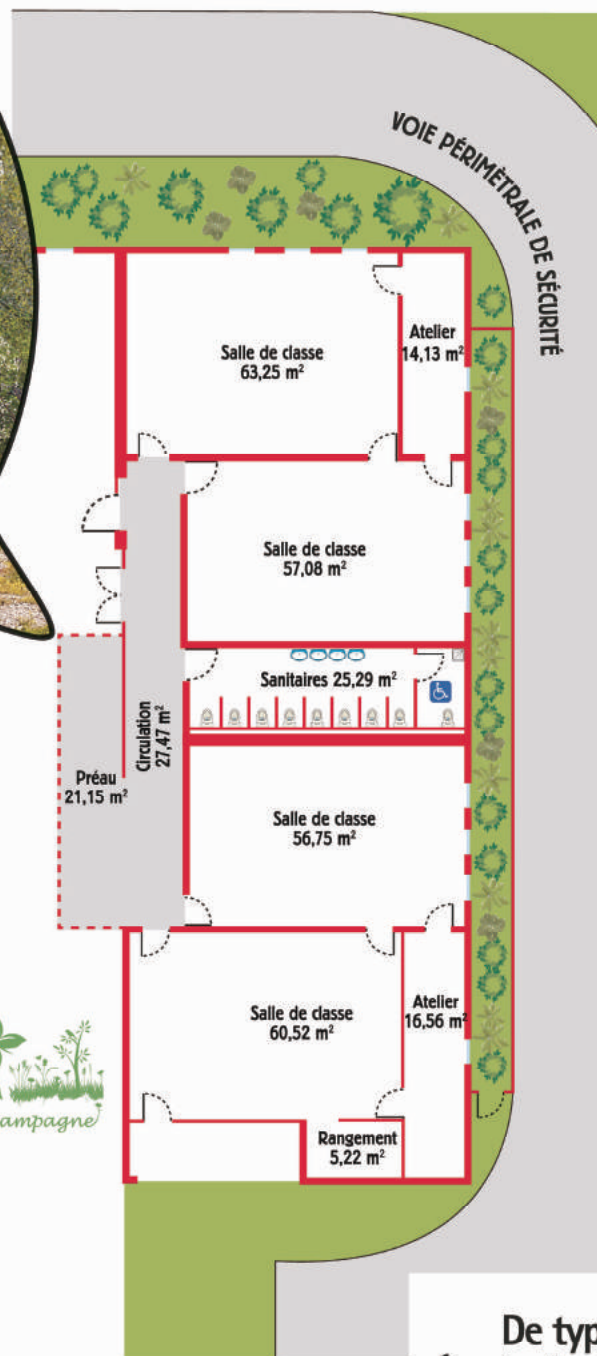 VOIE PÉRIMÈTRALE DE SÉCURITÉ
Atelier
14,13 m²
Salle de classe
63,25 m²
Salle de classe
57,08 m²
Sanitaires 25,29 m²
Circulation
27,47 m²
Préau
21,15 m²
Salle de classe
56,75 m²
Salle de classe
60,52 m²
Atelier
16,56 m²
ampagne
Rangement
5,22 m²
De typ